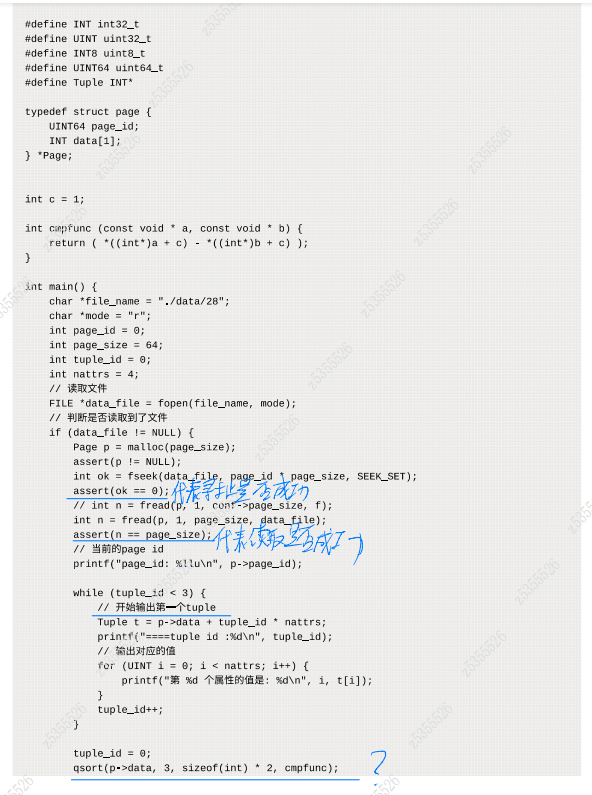 #define INT int32_t
#define UINT uint32_t
#define INT8 uint8_t
#define UINT64 uint64_t
#define Tuple INT*
typedef struct page {
    UINT64 page_id;
    INT data[1];
} *Page;
int c = 1;
int cmpfunc (const void * a, const void * b) {
    return ( *((int*)a + c) - *((int*)b + c) );
}
int main() {
    char *file_name = "./data/28";
    char *mode = "r";
    int page_id = 0;
    int page_size = 64;
    int tuple_id = 0;
    int nattrs = 4;
    // 读取文件
    FILE *data_file = fopen(file_name, mode);
    // 判断是否读取到了文件
    if (data_file != NULL) {
        Page p = malloc(page_size);
        assert(p != NULL);
        int ok = fseek(data_file, page_id * page_size, SEEK_SET);
        assert(ok == 0); 代表寻址是否成功
        // int n = fread(p, 1, conf->page_size, f);
        int n = fread(p, 1, page_size, data_file);
        assert(n == page_size); 代表读取是否成功
        // 当前的page id
        printf("page_id: %llu\n", p->page_id);
        while (tuple_id < 3) {
            // 开始输出第一个tuple
            Tuple t = p->data + tuple_id * nattrs;
            printf("====tuple id :%d\n", tuple_id);
            // 输出对应的值
            for (UINT i = 0; i < nattrs; i++) {
                printf("第 %d 个属性的值是: %d\n", i, t[i]);
            }
            tuple_id++;
        }
        tuple_id = 0;
        qsort(p->data, 3, sizeof(int) * 2, cmpfunc); ?
z5355526